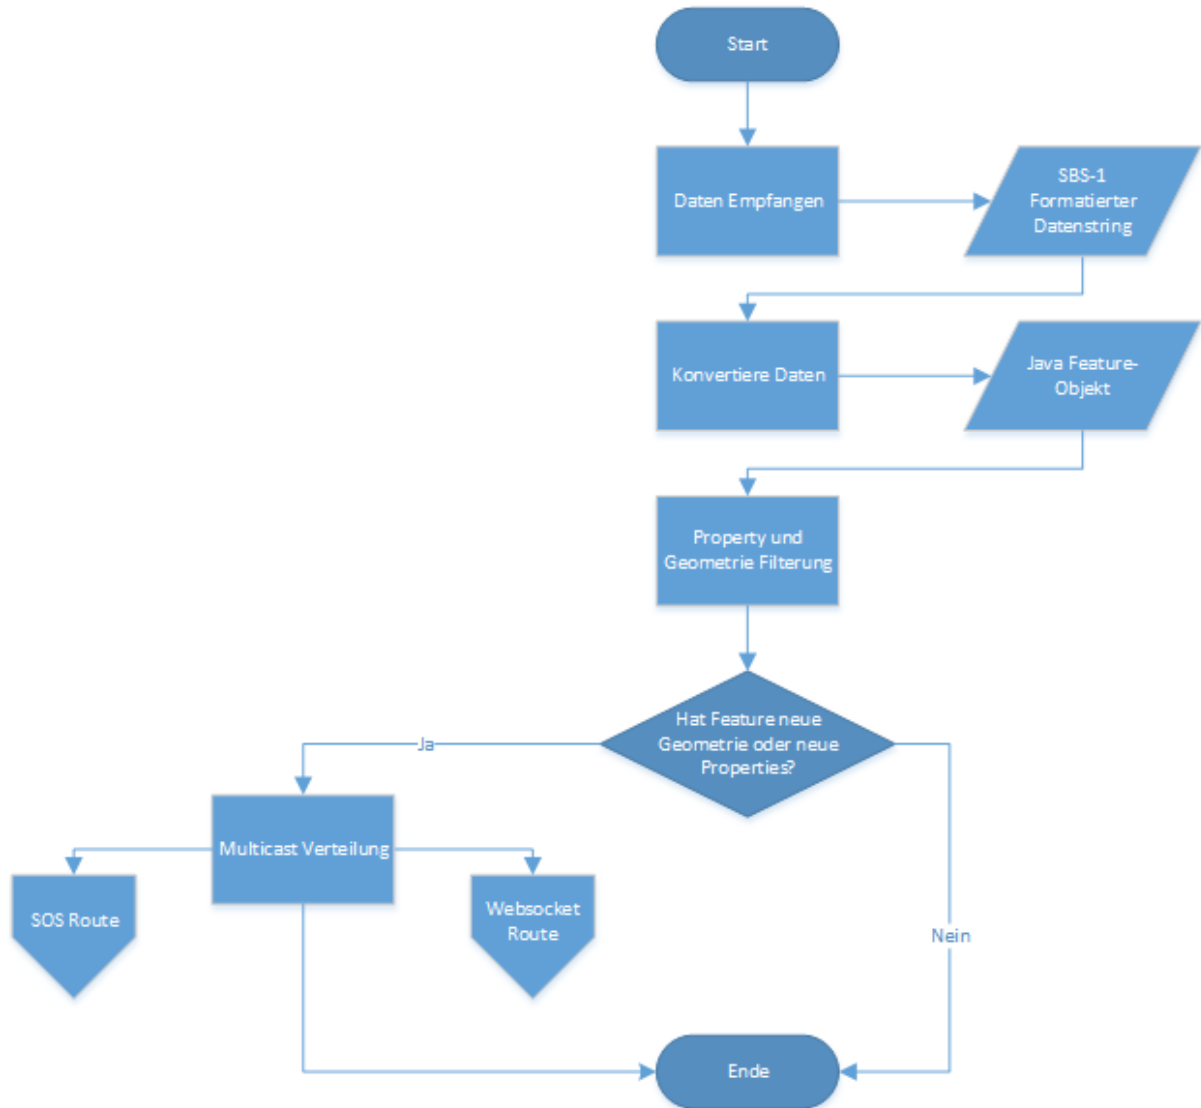 Start
Daten Empfangen
SBS-1
Formatierter
Datenstring
Konvertiere Daten
Java Feature-
Objekt
Property und
Geometrie Filterung
Hat Feature neue
Geometrie oder neue
Properties?
Ja
Multicast Verteilung
SOS Route
Websocket
Route
Nein
Ende